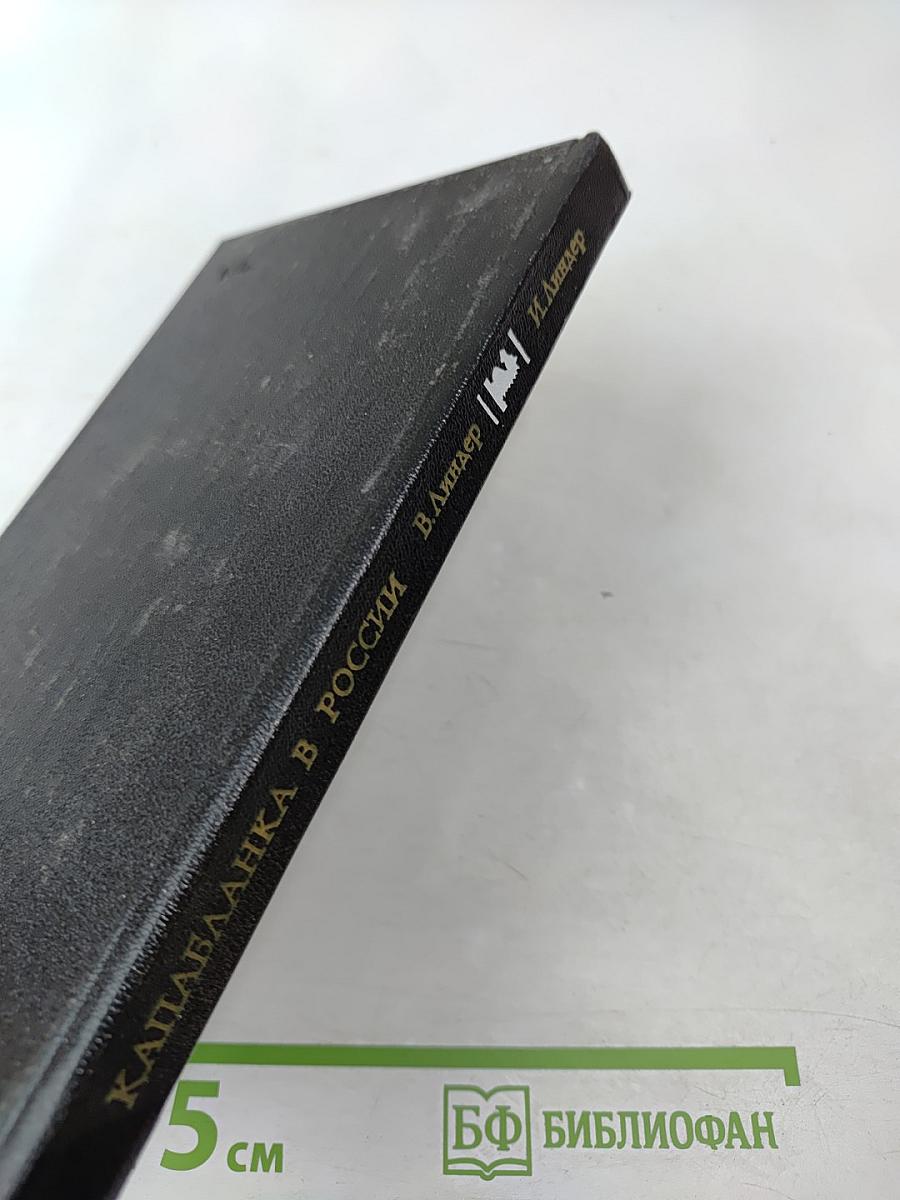 КАПАБЛАНКА В РОССИИ В. Линдер И. Линдер
5 см
БФ БИБЛИОФАН